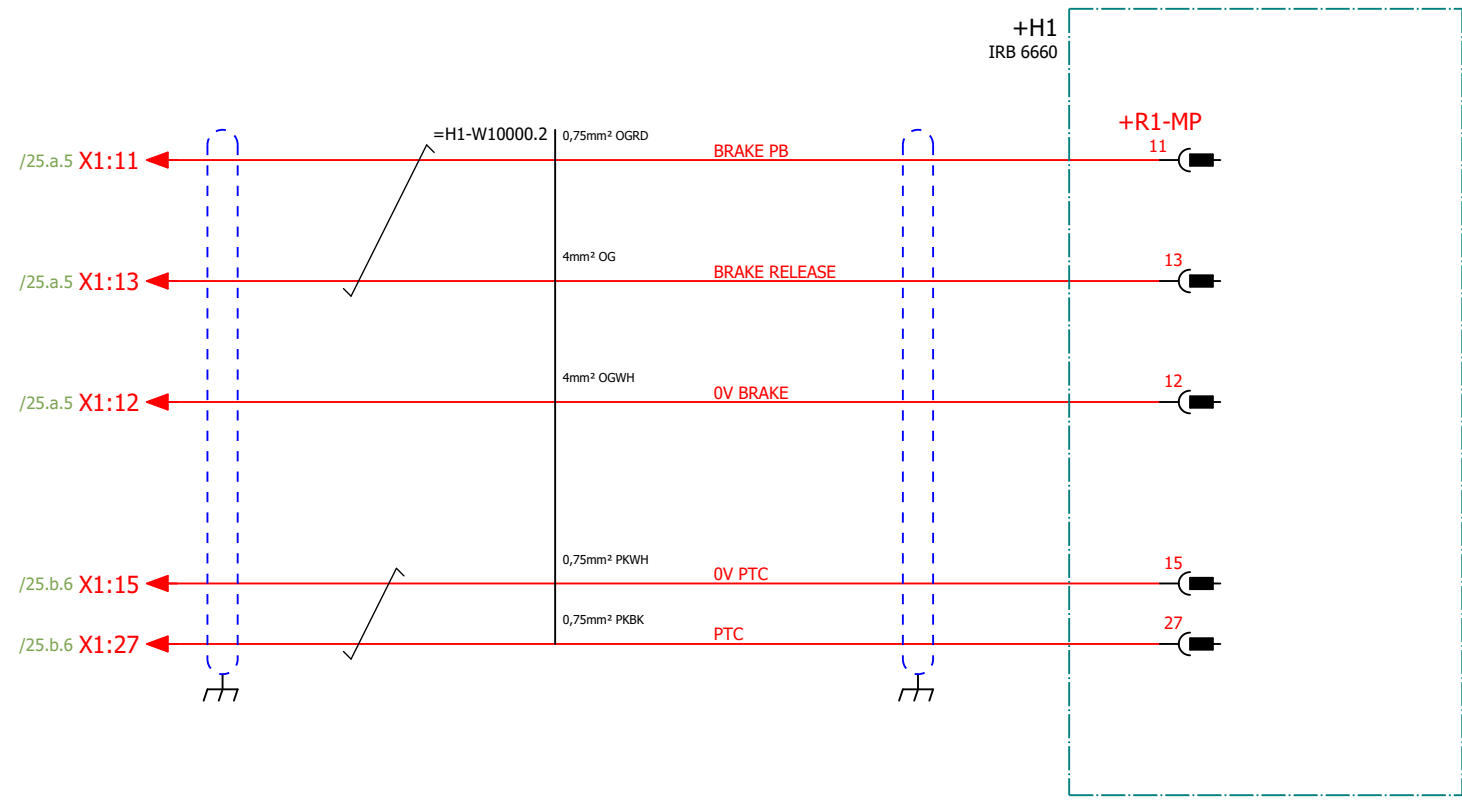 +H1
IRB 6660
+R1-MP
=H1-W10000.2 0,75mm² OGRD
/25.a.5 X1:11 BRAKE PB 11
4mm² OG
/25.a.5 X1:13 BRAKE RELEASE 13
4mm² OGWH
/25.a.5 X1:12 0V BRAKE 12
0,75mm² PKWH
/25.b.6 X1:15 0V PTC 15
0,75mm² PKBK
/25.b.6 X1:27 PTC 27